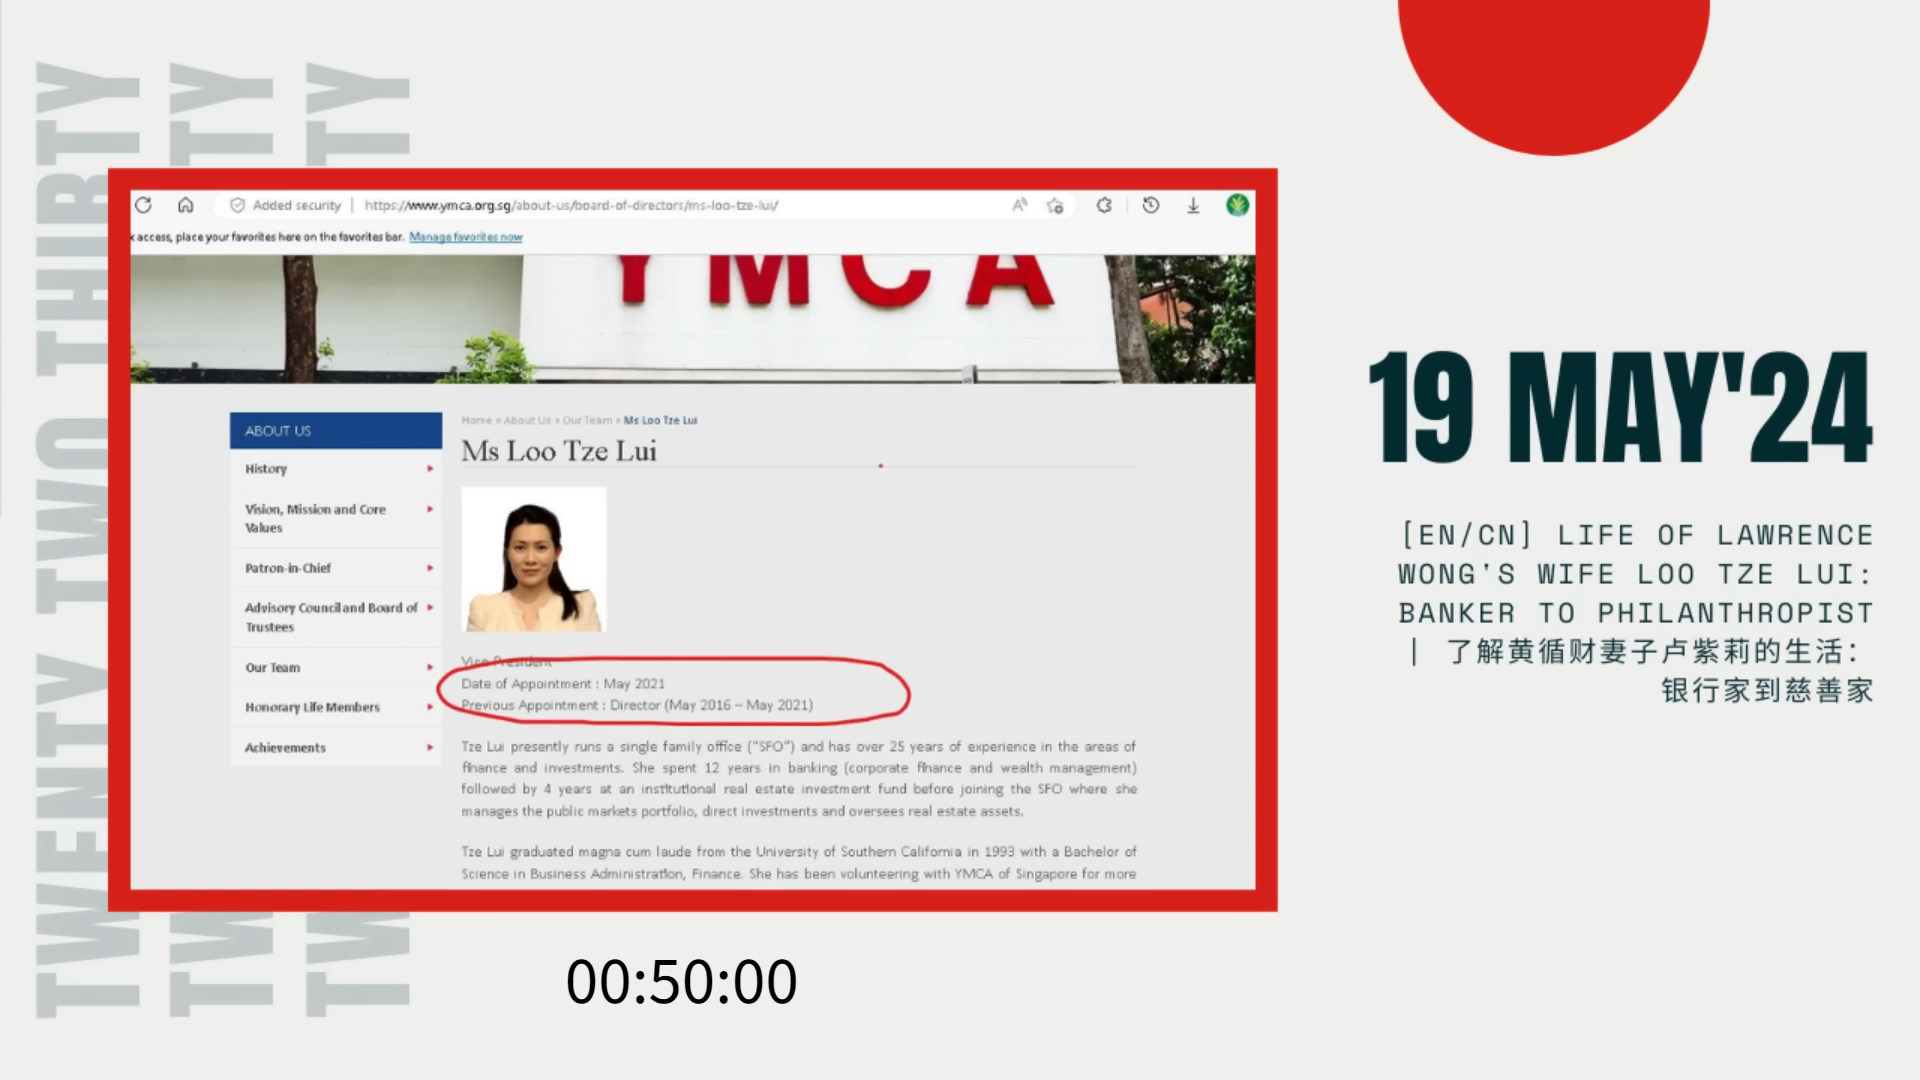 TWENTY TWO THIRTY
TW TY
TW TY
Added security | https://www.ymca.org.sg/about-us/board-of-directors/ms-loo-tze-lui/
access, place your favorites here on the favorites bar. Manage favorites now
YMCA
ABOUT US
History
Vision, Mission and Core
Values
Patron-in-Chief
Advisory Council and Board of
Trustees
Our Team
Honorary Life Members
Achievements
Home » About Us » Our Team » Ms Loo Tze Lui
Ms Loo Tze Lui
Vice President
Date of Appointment : May 2021
Previous Appointment : Director (May 2016 – May 2021)
Tze Lui presently runs a single family office ("SFO") and has over 25 years of experience in the areas of
finance and investments. She spent 12 years in banking (corporate finance and wealth management)
followed by 4 years at an institutional real estate investment fund before joining the SFO where she
manages the public markets portfolio, direct investments and oversees real estate assets.
Tze Lui graduated magna cum laude from the University of Southern California in 1993 with a Bachelor of
Science in Business Administration, Finance. She has been volunteering with YMCA of Singapore for more
00:50:00
19 MAY'24
[EN/CN] LIFE OF LAWRENCE
WONG'S WIFE LOO TZE LUI:
BANKER TO PHILANTHROPIST
| 了解黄循财妻子卢紫莉的生活：
银行家到慈善家